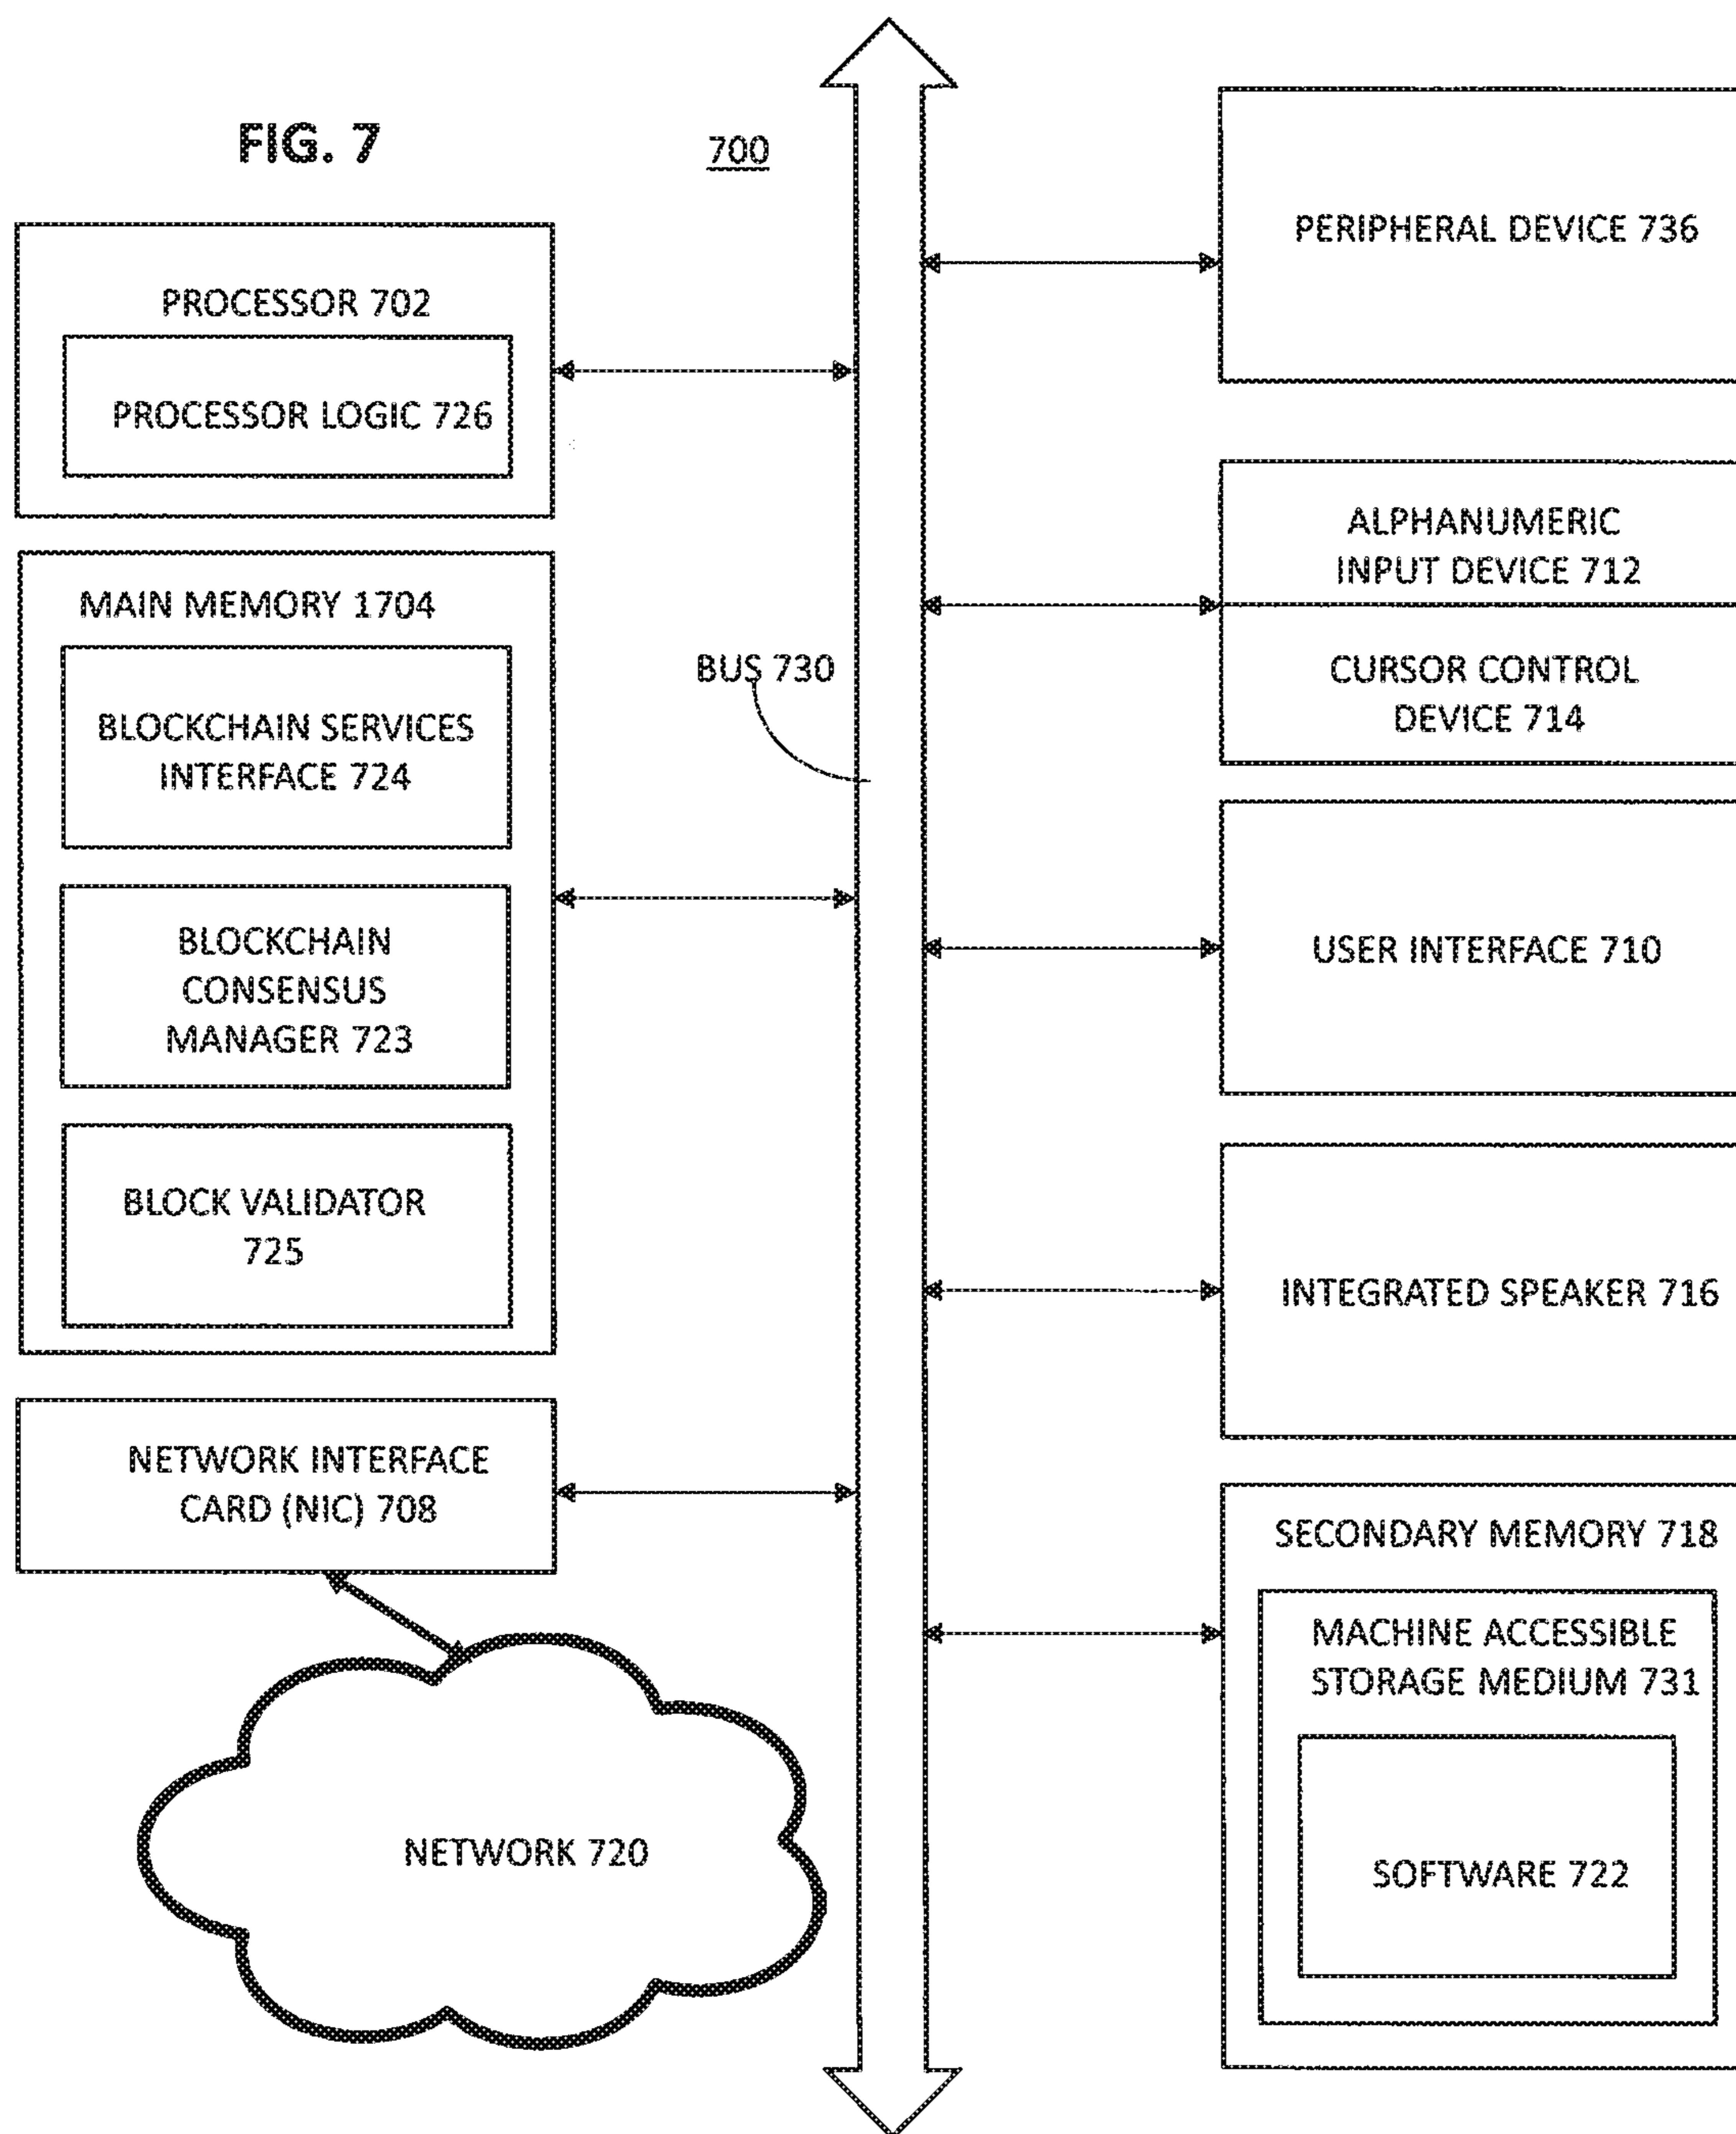 FIG. 7
700
PROCESSOR 702
PROCESSOR LOGIC 726
MAIN MEMORY 1704
BLOCKCHAIN SERVICES
INTERFACE 724
BLOCKCHAIN
CONSENSUS
MANAGER 723
BLOCK VALIDATOR
725
NETWORK INTERFACE
CARD (NIC) 708
NETWORK 720
BUS 730
PERIPHERAL DEVICE 736
ALPHANUMERIC
INPUT DEVICE 712
CURSOR CONTROL
DEVICE 714
USER INTERFACE 710
INTEGRATED SPEAKER 716
SECONDARY MEMORY 718
MACHINE ACCESSIBLE
STORAGE MEDIUM 731
SOFTWARE 722